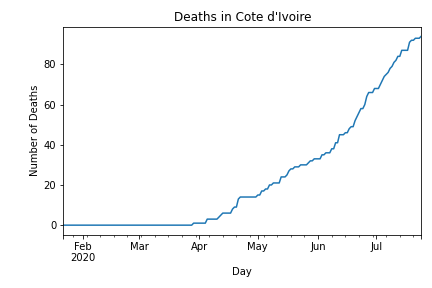 Deaths in Cote d'Ivoire
Number of Deaths
80
60
40
20
0
Feb
2020
Mar
Apr
May
Jun
Jul
Day